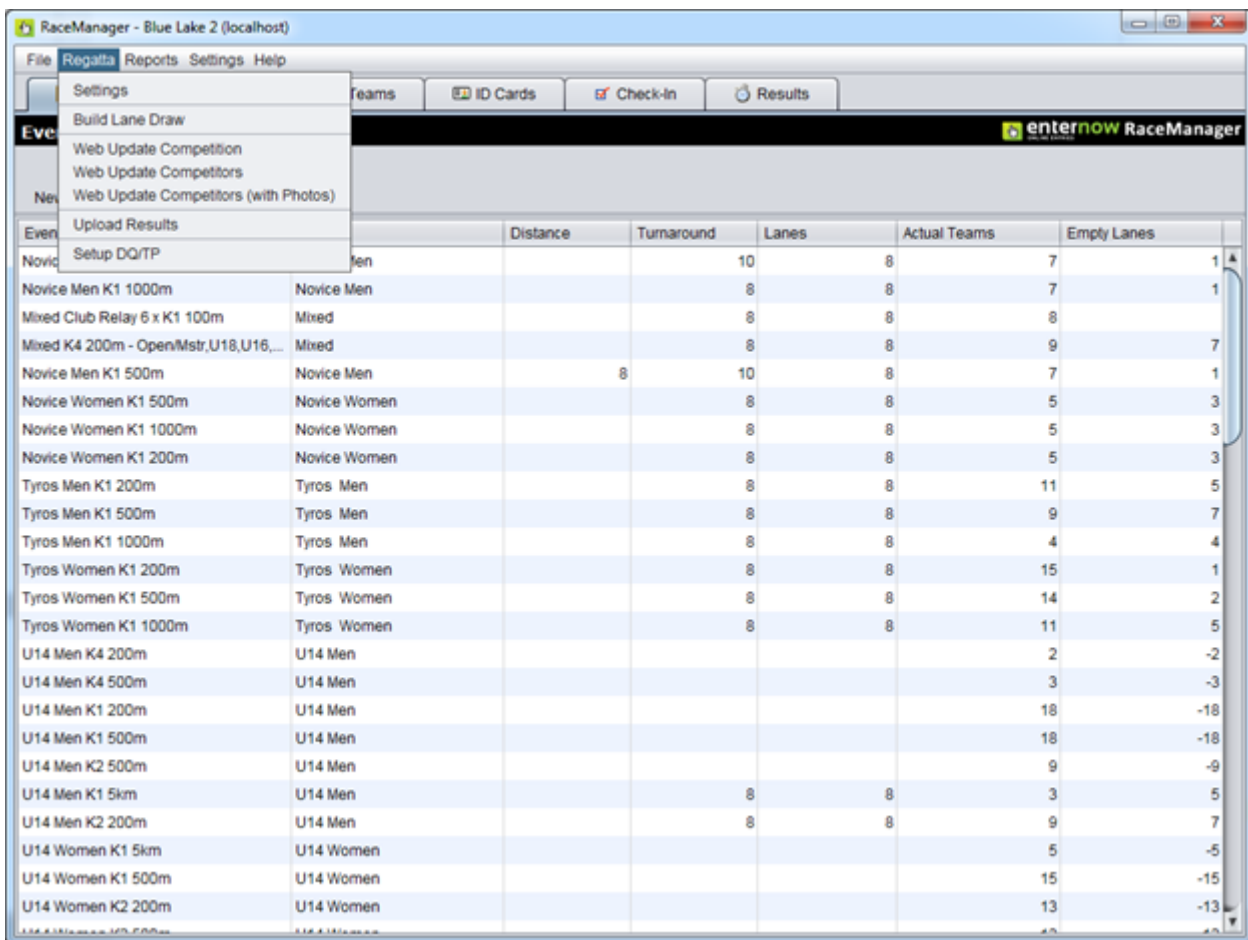 RaceManager - Blue Lake 2 (localhost)
File Regatta Reports Settings Help
Settings
Build Lane Draw
Web Update Competition
Web Update Competitors
Web Update Competitors (with Photos)
Upload Results
Setup DQ/TP
Teams ID Cards Check-In Results
Eve enternow RaceManager
ONLINE ENTRIES
Ne
Even Distance Turnaround Lanes Actual Teams Empty Lanes
Novic Men 10 8 7 1
Novice Men K1 1000m Novice Men 8 8 7 1
Mixed Club Relay 6 x K1 100m Mixed 8 8 8
Mixed K4 200m - Open/Mstr,U18,U16,... Mixed 8 8 9 7
Novice Men K1 500m Novice Men 8 10 8 7 1
Novice Women K1 500m Novice Women 8 8 5 3
Novice Women K1 1000m Novice Women 8 8 5 3
Novice Women K1 200m Novice Women 8 8 5 3
Tyros Men K1 200m Tyros Men 8 8 11 5
Tyros Men K1 500m Tyros Men 8 8 9 7
Tyros Men K1 1000m Tyros Men 8 8 4 4
Tyros Women K1 200m Tyros Women 8 8 15 1
Tyros Women K1 500m Tyros Women 8 8 14 2
Tyros Women K1 1000m Tyros Women 8 8 11 5
U14 Men K4 200m U14 Men 2 -2
U14 Men K4 500m U14 Men 3 -3
U14 Men K1 200m U14 Men 18 -18
U14 Men K1 500m U14 Men 18 -18
U14 Men K2 500m U14 Men 9 -9
U14 Men K1 5km U14 Men 8 8 3 5
U14 Men K2 200m U14 Men 8 8 9 7
U14 Women K1 5km U14 Women 5 -5
U14 Women K1 500m U14 Women 15 -15
U14 Women K2 200m U14 Women 13 -13